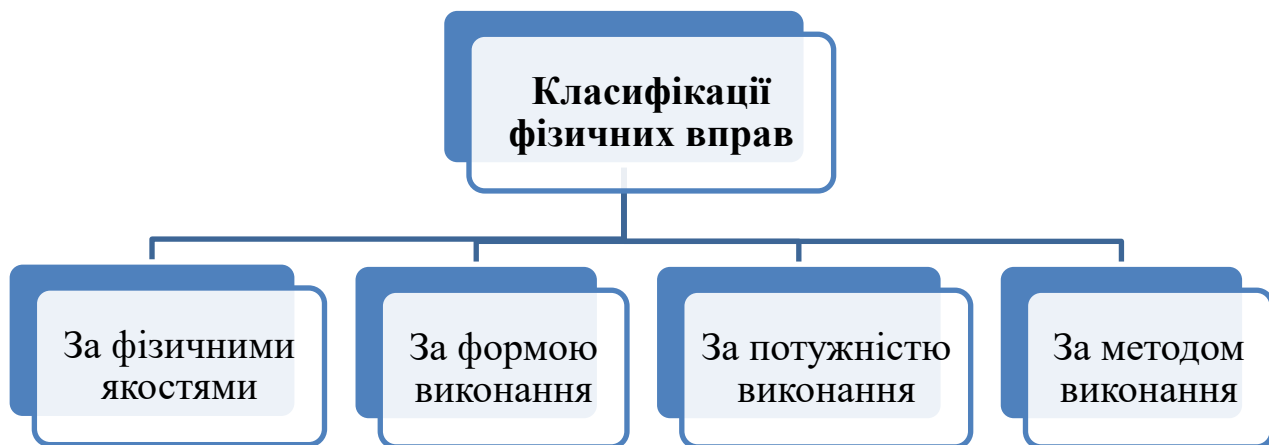 Класифікації
фізичних вправ
За фізичними
якостями
За формою
виконання
За потужністю
виконання
За методом
виконання